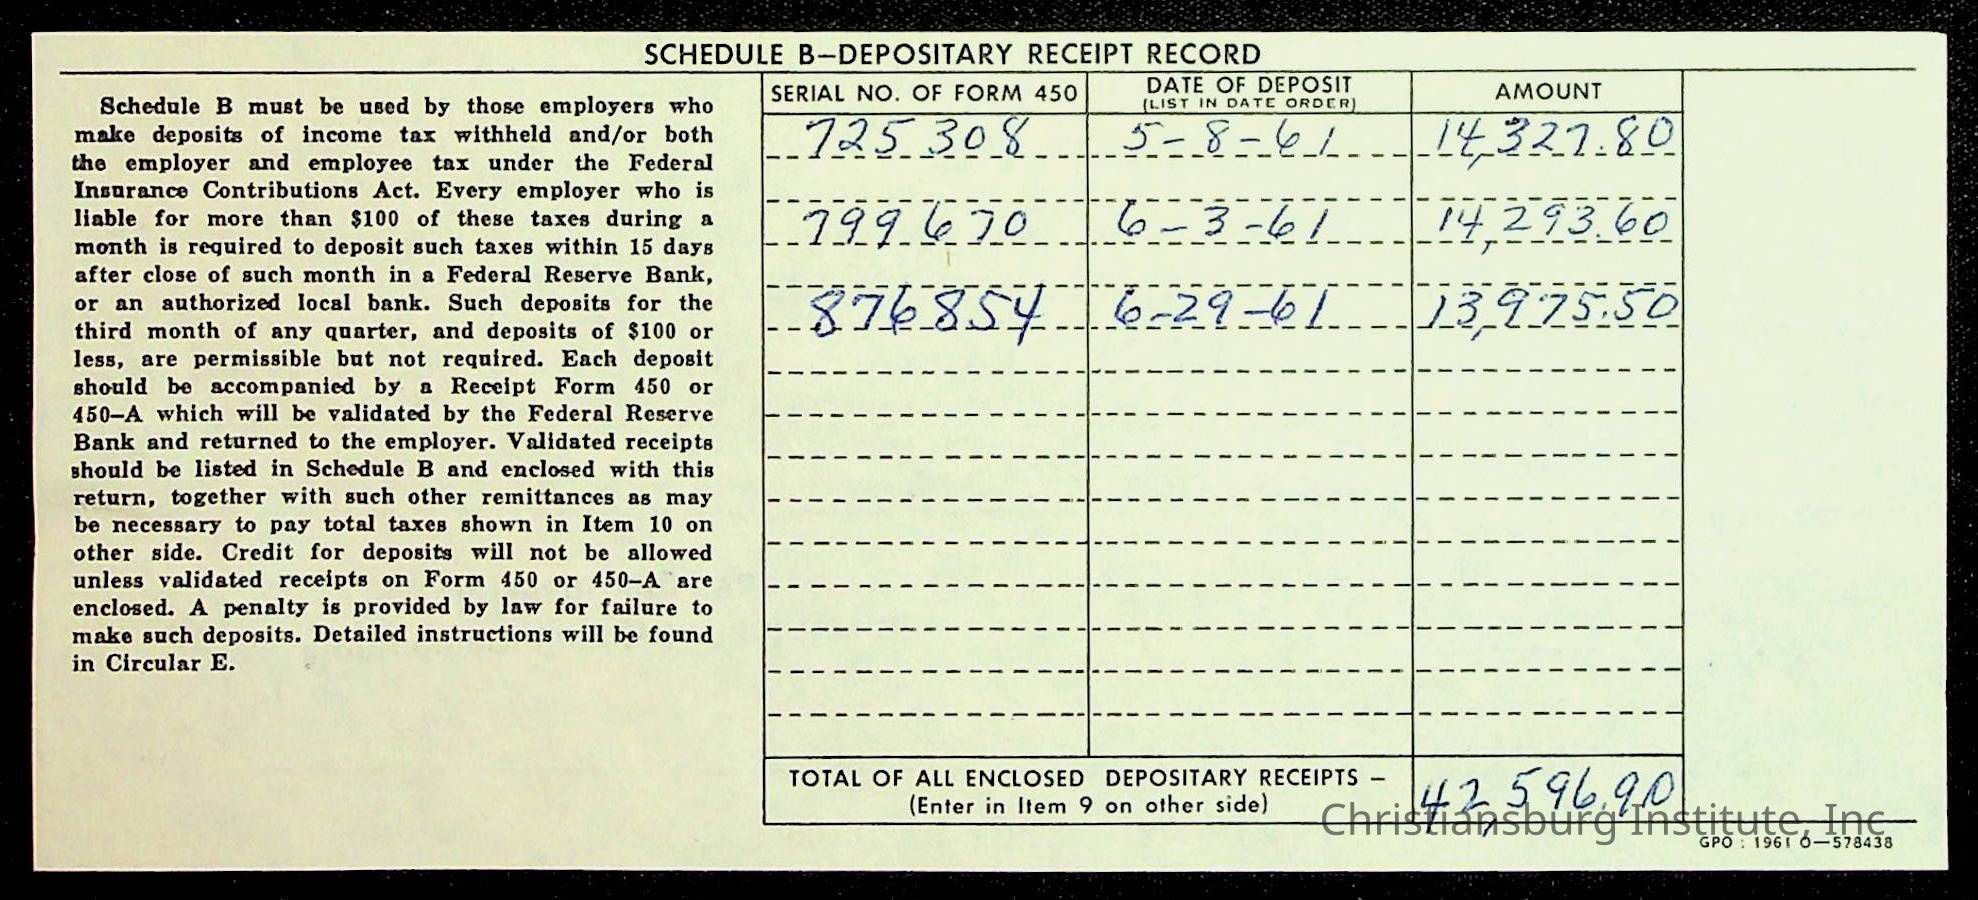 SCHEDULE B—DEPOSITARY RECEIPT RECORD
Schedule B must be used by those employers who
make deposits of income tax withheld and/or both
the employer and employee tax under the Federal
Insurance Contributions Act. Every employer who is
liable for more than $100 of these taxes during a
month is required to deposit such taxes within 15 days
after close of such month in a Federal Reserve Bank,
or an authorized local bank. Such deposits for the
third month of any quarter, and deposits of $100 or
less, are permissible but not required. Each deposit
should be accompanied by a Receipt Form 450 or
450–A which will be validated by the Federal Reserve
Bank and returned to the employer. Validated receipts
should be listed in Schedule B and enclosed with this
return, together with such other remittances as may
be necessary to pay total taxes shown in Item 10 on
other side. Credit for deposits will not be allowed
unless validated receipts on Form 450 or 450–A are
enclosed. A penalty is provided by law for failure to
make such deposits. Detailed instructions will be found
in Circular E.
SERIAL NO. OF FORM 450 DATE OF DEPOSIT AMOUNT
(LIST IN DATE ORDER)
725308 5-8-61 14,327.80
799670 6-3-61 14,293.60
876854 6-29-61 13,975.50
TOTAL OF ALL ENCLOSED DEPOSITARY RECEIPTS – 42,596.90
(Enter in Item 9 on other side)
Christiansburg Institute, Inc
GPO : 1961 O—578438